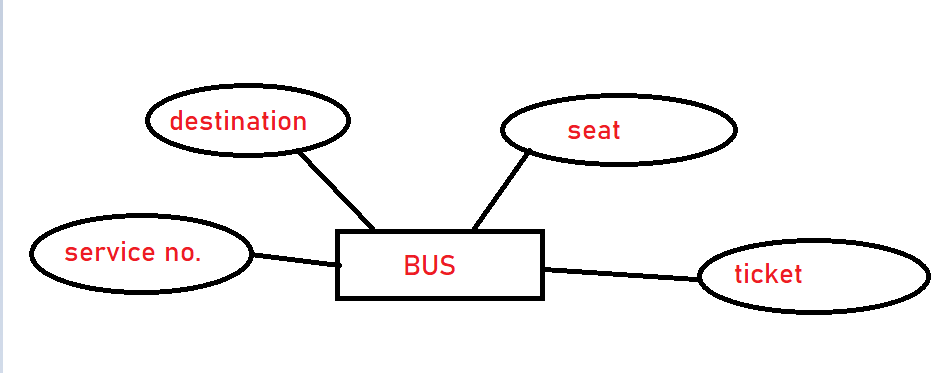 destination
seat
service no.
BUS
ticket